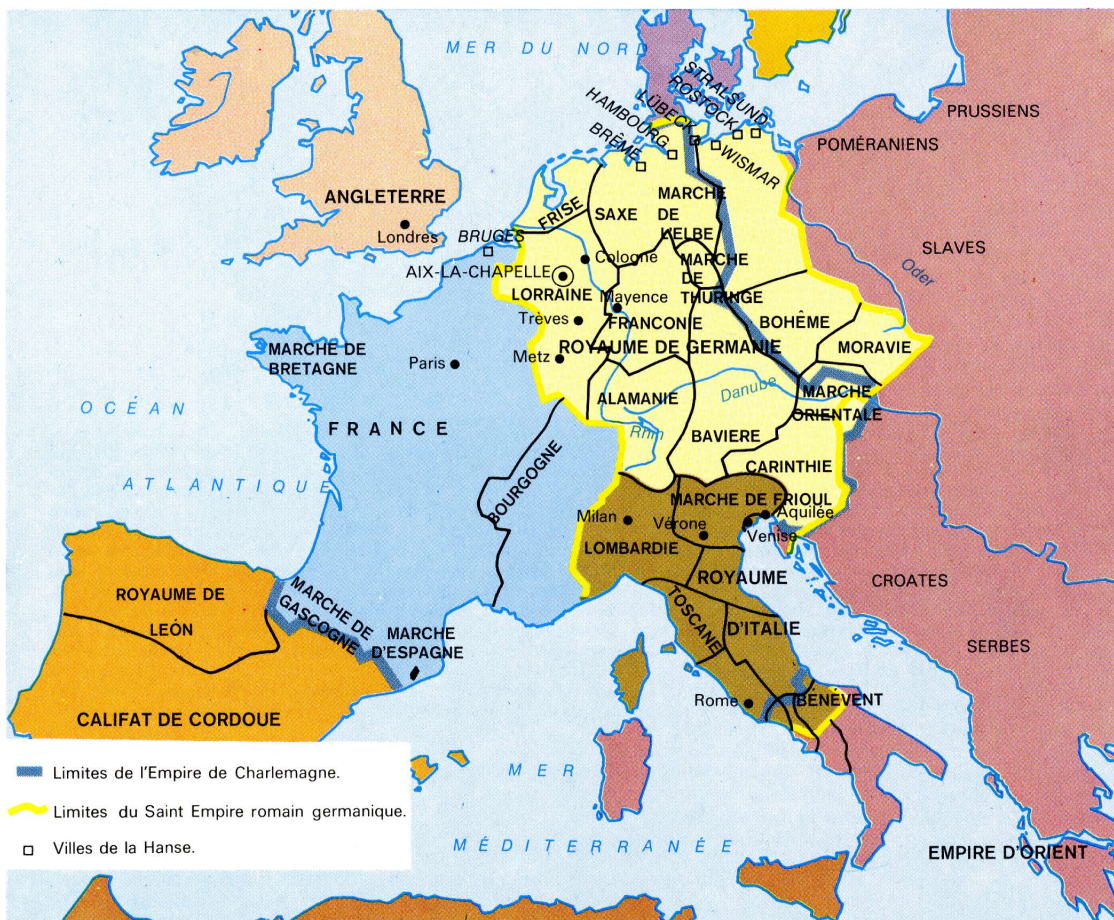 MER DU NORD
STRALSUND
ROSTOCK
LÜBECK
HAMBOURG
BRÊME
WISMAR
PRUSSIENS
POMÉRANIENS
ANGLETERRE
Londres
BRUGES
FRISE
SAXE
MARCHE
DE
L'ELBE
SLAVES
Oder
Cologne
AIX-LA-CHAPELLE
MARCHE
DE
THURINGE
LORRAINE
Mayence
Trèves
FRANCONIE
BOHÊME
ROYAUME DE GERMANIE
MORAVIE
MARCHE DE
BRETAGNE
Paris
Metz
Danube
MARCHE
ORIENTALE
ALAMANIE
OCÉAN
ATLANTIQUE
FRANCE
Rhin
BAVIERE
CARINTHIE
BOURGOGNE
MARCHE DE FRIOUL
Milan
Vérone
Aquilée
Venise
LOMBARDIE
ROYAUME
D'ITALIE
TOSCANE
CROATES
SERBES
ROYAUME DE
LEÓN
MARCHE DE
GASCOGNE
MARCHE
D'ESPAGNE
CALIFAT DE CORDOUE
Rome
BÉNÉVENT
MER
MÉDITERRANÉE
EMPIRE D'ORIENT
Limites de l'Empire de Charlemagne.
Limites du Saint Empire romain germanique.
Villes de la Hanse.